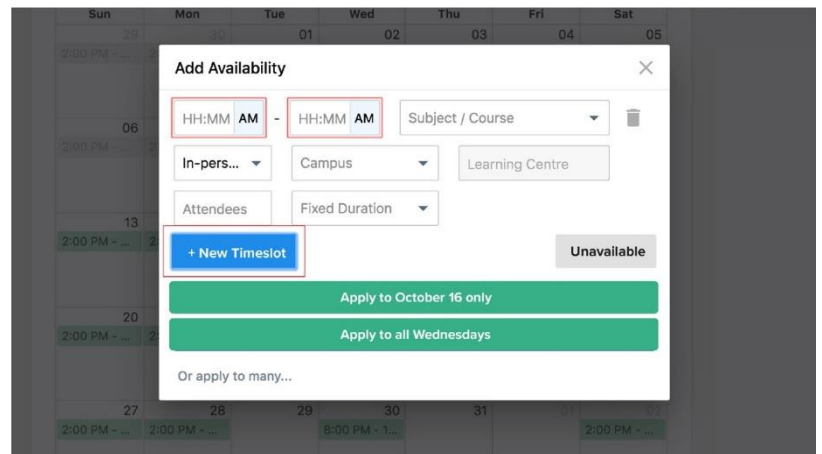 Sun Mon Tue Wed Thu Fri Sat
29 30 01 02 03 04 05
2:00 PM - ...
Add Availability
HH:MM AM - HH:MM AM Subject / Course
06
2:00 PM - ...
In-pers... Campus Learning Centre
Attendees Fixed Duration
13
2:00 PM - ... 2
+ New Timeslot Unavailable
Apply to October 16 only
20
2:00 PM - ... 2
Apply to all Wednesdays
Or apply to many...
27 28 29 30 31 01 02
2:00 PM - ... 2:00 PM - ... 8:00 PM - 1... 2:00 PM - ...